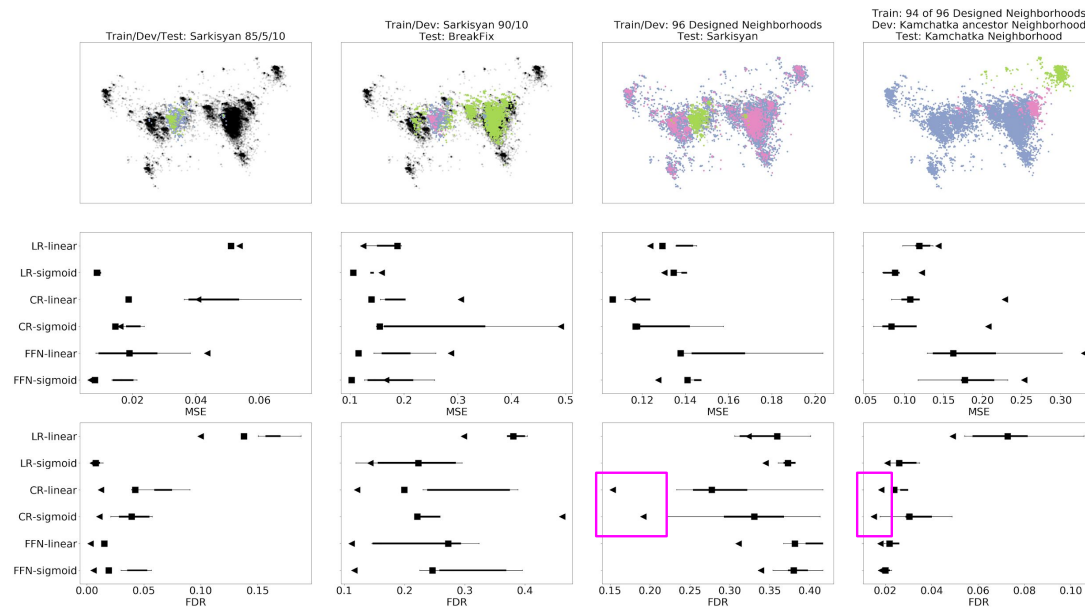 Train/Dev/Test: Sarkisyan 85/5/10
Train/Dev: Sarkisyan 90/10
Test: BreakFix
Train/Dev: 96 Designed Neighborhoods
Test: Sarkisyan
Train: 94 of 96 Designed Neighborhoods
Dev: Kamchatka ancestor Neighborhood
Test: Kamchatka Neighborhood
LR-linear
LR-sigmoid
CR-linear
CR-sigmoid
FFN-linear
FFN-sigmoid
0.02 0.04 0.06
MSE
0.1 0.2 0.3 0.4 0.5
MSE
0.12 0.14 0.16 0.18 0.20
MSE
0.05 0.10 0.15 0.20 0.25 0.30
MSE
LR-linear
LR-sigmoid
CR-linear
CR-sigmoid
FFN-linear
FFN-sigmoid
0.00 0.05 0.10 0.15
FDR
0.1 0.2 0.3 0.4
FDR
0.15 0.20 0.25 0.30 0.35 0.40
FDR
0.02 0.04 0.06 0.08 0.10
FDR